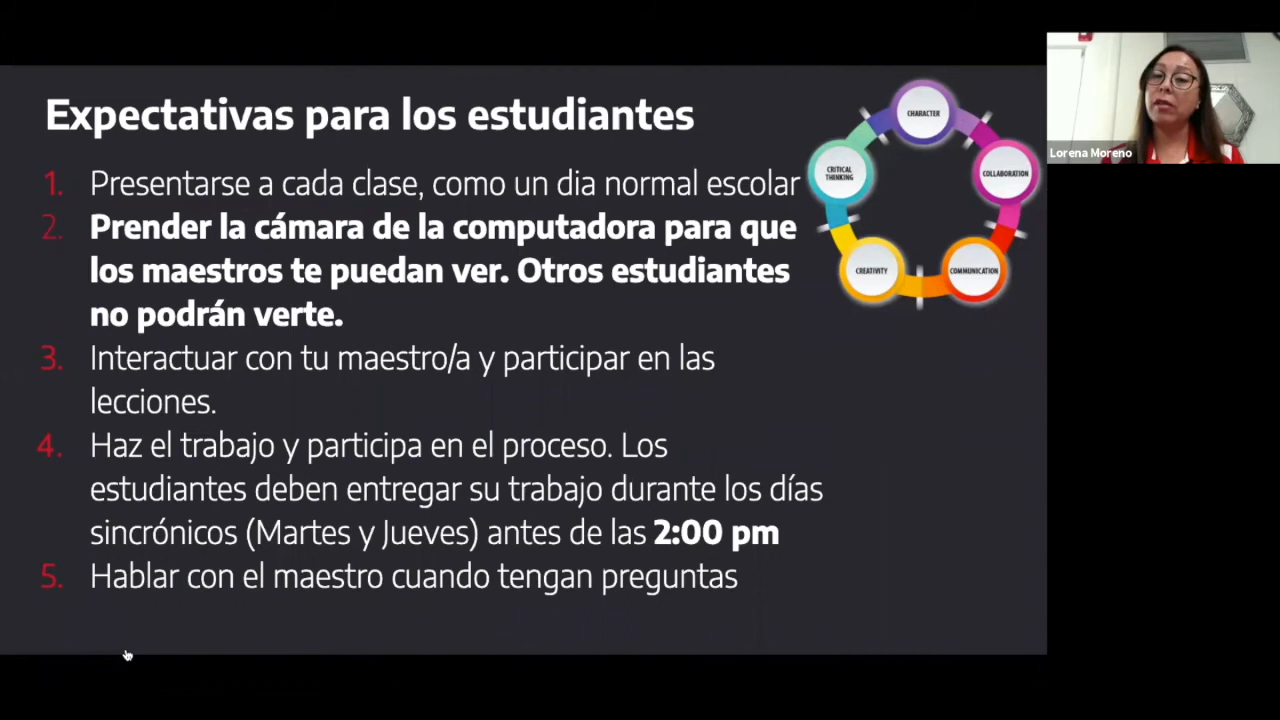 Expectativas para los estudiantes
1. Presentarse a cada clase, como un dia normal escolar
2. Prender la cámara de la computadora para que
los maestros te puedan ver. Otros estudiantes
no podrán verte.
3. Interactuar con tu maestro/a y participar en las
lecciones.
4. Haz el trabajo y participa en el proceso. Los
estudiantes deben entregar su trabajo durante los días
sincrónicos (Martes y Jueves) antes de las 2:00 pm
5. Hablar con el maestro cuando tengan preguntas
CHARACTER
CRITICAL
THINKING
COLLABORATION
CREATIVITY
COMMUNICATION
Lorena Moreno